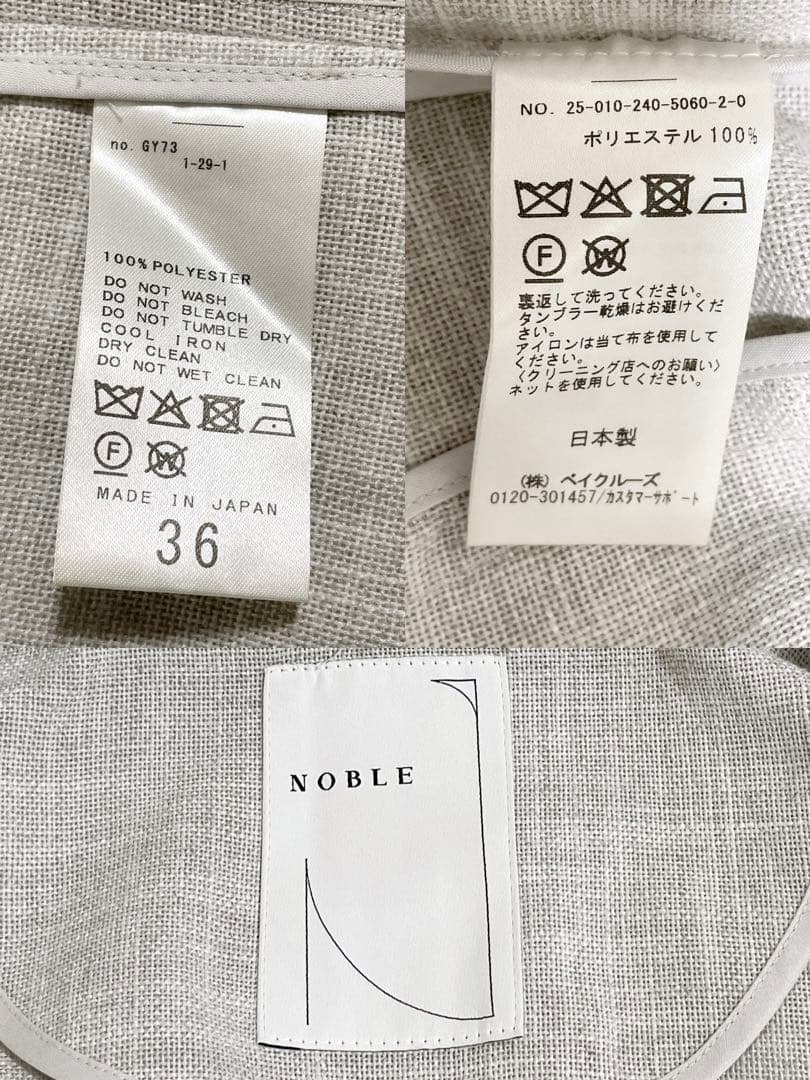 no. GY73
1-29-1
100% POLYESTER
DO NOT WASH
DO NOT BLEACH
DO NOT TUMBLE DRY
COOL IRON
DRY CLEAN
DO NOT WET CLEAN
F W
MADE IN JAPAN
36
NO. 25-010-240-5060-2-0
ポリエステル 100%
F W
裏返して洗ってください。
タンブラー乾燥はお避けくだ
さい。
アイロンは当て布を使用して
ください。
〈クリーニング店へのお願い〉
ネットを使用してください。
日本製
(株) ベイクルーズ
0120-301457/カスタマーサポート
NOBLE